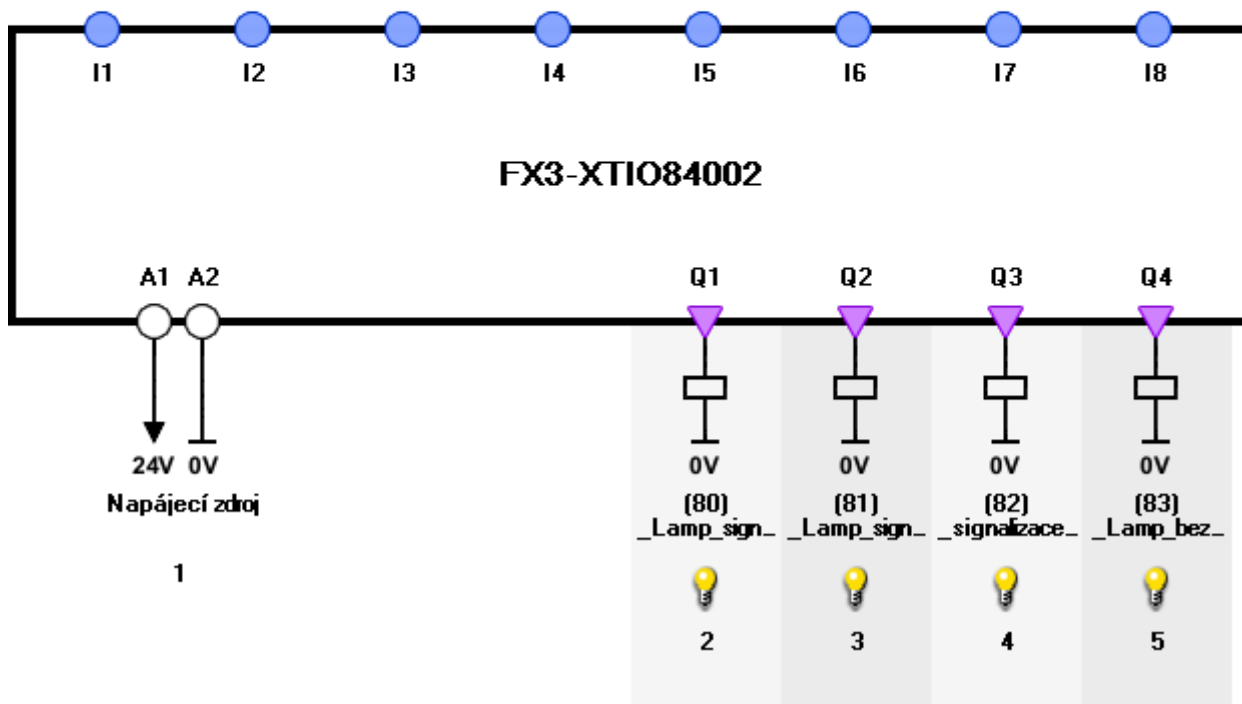 I1 I2 I3 I4 I5 I6 I7 I8
FX3-XTIO84002
A1 A2 Q1 Q2 Q3 Q4
24V 0V 0V 0V 0V 0V
Napájecí zdroj (80) (81) (82) (83)
_Lamp_sign_ _Lamp_sign_ _signalizace_ _Lamp_bez_
1
2 3 4 5